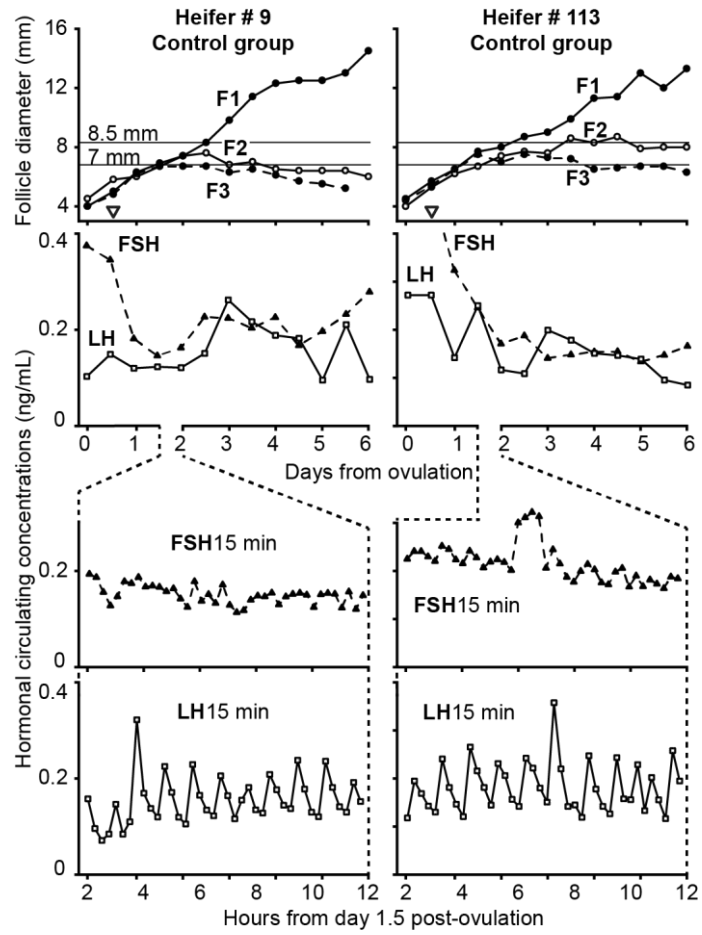 Heifer # 9
Control group
Heifer # 113
Control group
Follicle diameter (mm)
16
12
8
4
8.5 mm
7 mm
F1
F2
F3
F1
F2
F3
Hormonal circulating concentrations (ng/mL)
0.4
0.2
0
FSH
LH
FSH
LH
0 1 2 3 4 5 6
0 1 2 3 4 5 6
Days from ovulation
0.2
0
FSH15 min
FSH15 min
0.4
0.2
0
LH15 min
LH15 min
2 4 6 8 10 12
2 4 6 8 10 12
Hours from day 1.5 post-ovulation